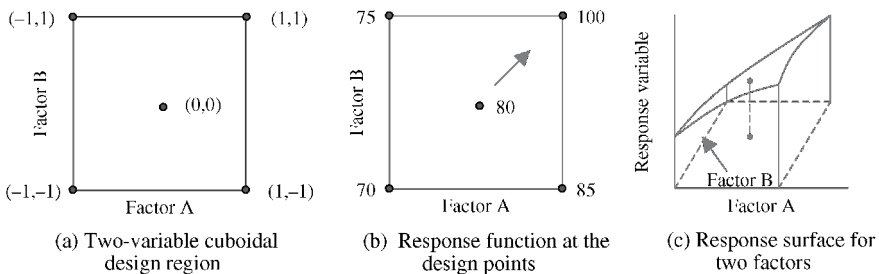 (–1,1)
(1,1)
Factor B
(0,0)
(–1,–1)
(1,–1)
Factor A
(a) Two-variable cuboidal
design region
75
100
Factor B
80
70
85
Factor A
(b) Response function at the
design points
Response variable
Factor B
Factor A
(c) Response surface for
two factors